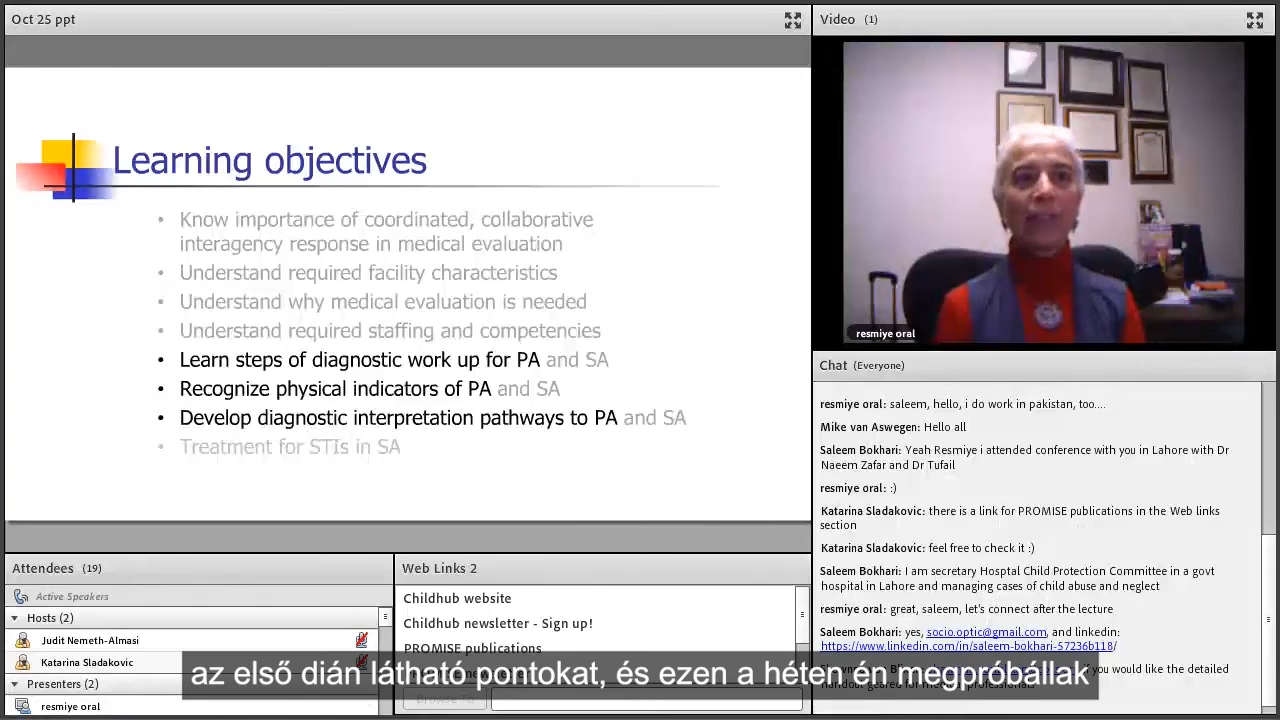 Oct 25 ppt
Learning objectives
• Know importance of coordinated, collaborative
interagency response in medical evaluation
• Understand required facility characteristics
• Understand why medical evaluation is needed
• Understand required staffing and competencies
• Learn steps of diagnostic work up for PA and SA
• Recognize physical indicators of PA and SA
• Develop diagnostic interpretation pathways to PA and SA
• Treatment for STIs in SA
Video (1)
resmiye oral
Chat (Everyone)
resmiye oral: saleem, hello, i do work in pakistan, too....
Mike van Aswegen: Hello all
Saleem Bokhari: Yeah Resmiye i attended conference with you in Lahore with Dr
Naeem Zafar and Dr Tufail
resmiye oral: :)
Katarina Sladakovic: there is a link for PROMISE publications in the Web links
section
Katarina Sladakovic: feel free to check it :)
Saleem Bokhari: I am secretary Hosptal Child Protection Committee in a govt
hospital in Lahore and managing cases of child abuse and neglect
resmiye oral: great, saleem, let's connect after the lecture
Saleem Bokhari: yes, socio.optic@gmail.com, and linkedin:
https://www.linkedin.com/in/saleem-bokhari-57236b118/
if you would like the detailed
Attendees (19)
Active Speakers
Hosts (2)
Judit Nemeth-Almasi
Katarina Sladakovic
Presenters (2)
resmiye oral
Web Links 2
Childhub website
Childhub newsletter - Sign up!
PROMISE publications
Browse To
az első dián látható pontokat, és ezen a héten én megpróbállak